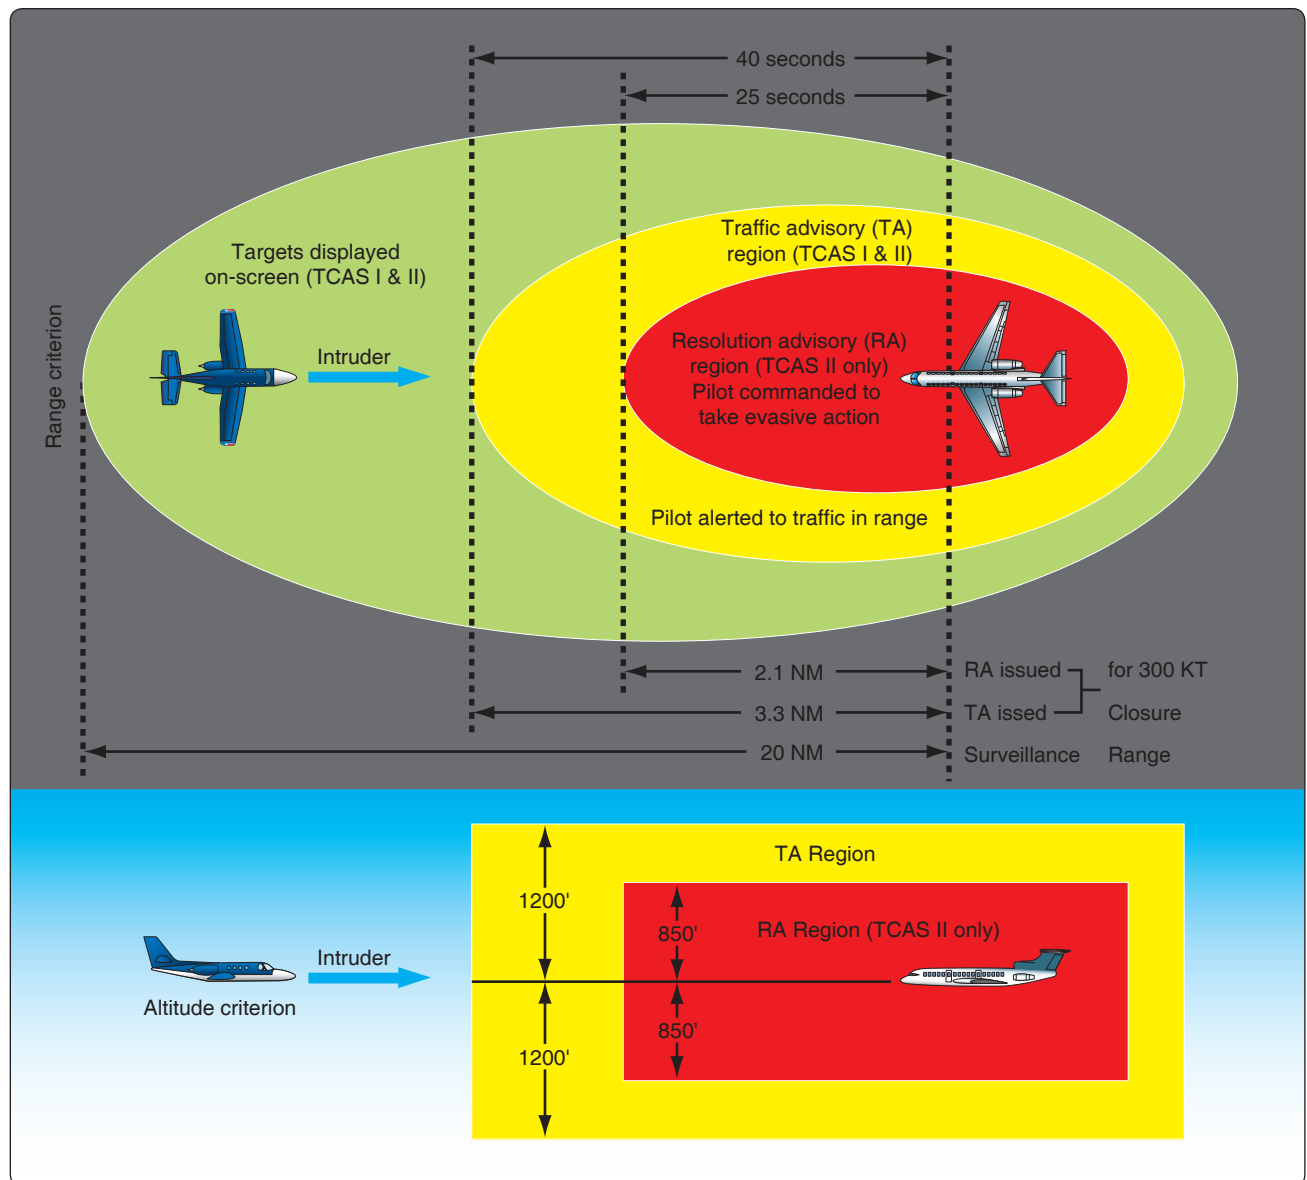 40 seconds
25 seconds
Traffic advisory (TA)
region (TCAS I & II)
Targets displayed
on-screen (TCAS I & II)
Range criterion
Intruder
Resolution advisory (RA)
region (TCAS II only)
Pilot commanded to
take evasive action
Pilot alerted to traffic in range
2.1 NM RA issued for 300 KT
3.3 NM TA issed Closure
20 NM Surveillance Range
TA Region
1200'
850'
RA Region (TCAS II only)
Intruder
Altitude criterion
850'
1200'